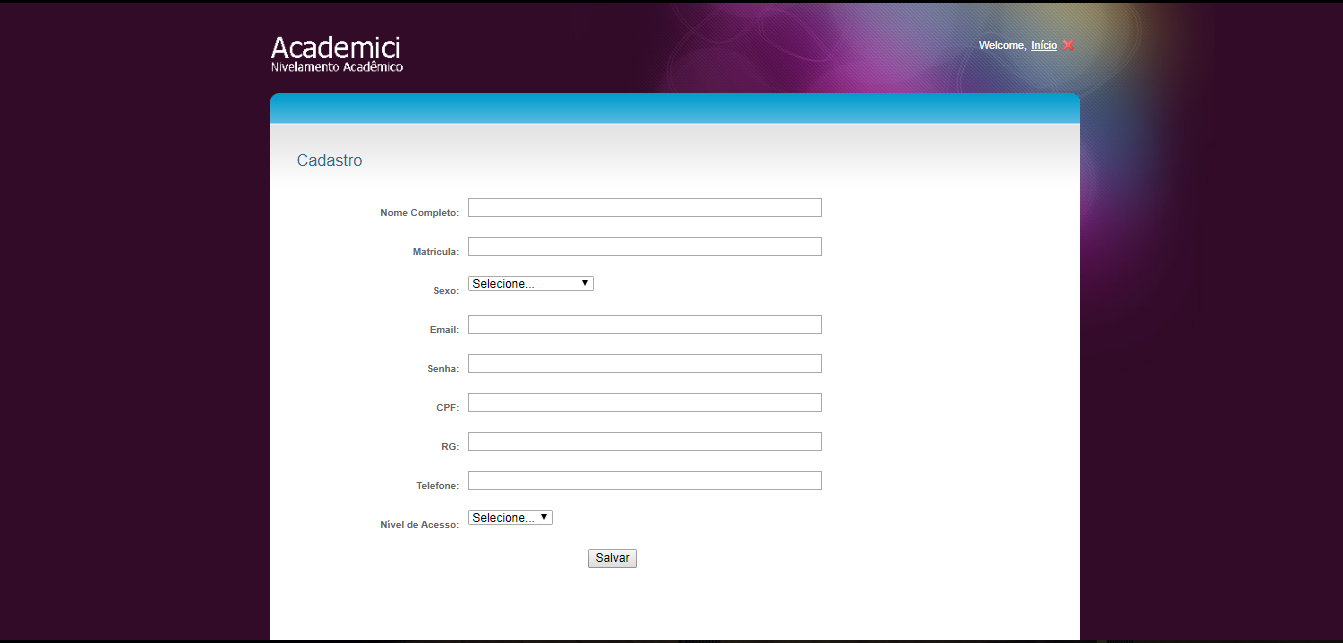 Academici
Nivelamento Acadêmico
Welcome, Início
Cadastro
Nome Completo:
Matricula:
Sexo: Selecione...
Email:
Senha:
CPF:
RG:
Telefone:
Nível de Acesso: Selecione...
Salvar